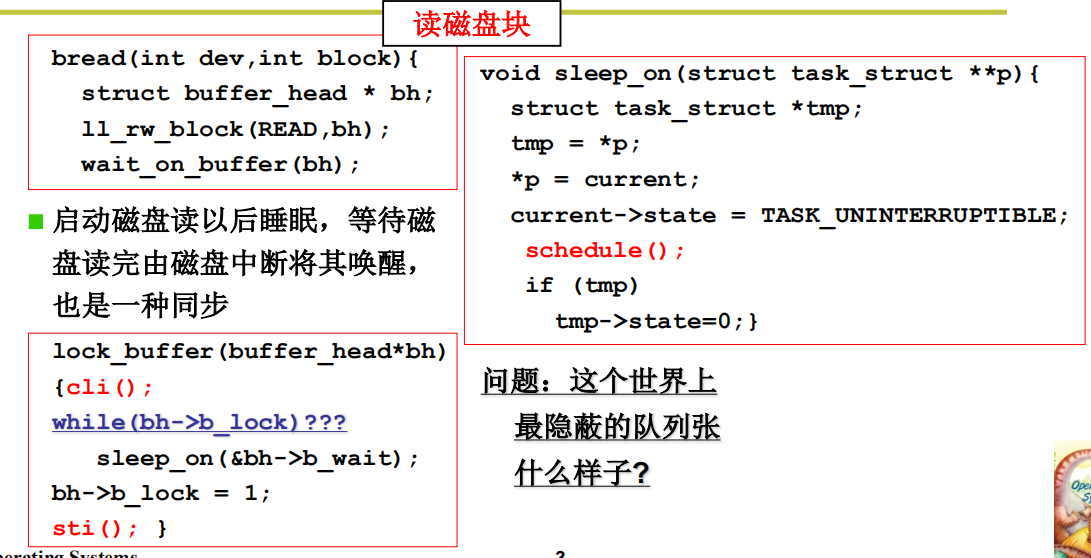 读磁盘块
bread(int dev,int block){
struct buffer_head * bh;
ll_rw_block(READ,bh);
wait_on_buffer(bh);
启动磁盘读以后睡眠，等待磁
盘读完由磁盘中断将其唤醒，
也是一种同步
lock_buffer(buffer_head*bh)
{cli();
while(bh->b_lock)???
sleep_on(&bh->b_wait);
bh->b_lock = 1;
sti(); }
void sleep_on(struct task_struct **p){
struct task_struct *tmp;
tmp = *p;
*p = current;
current->state = TASK_UNINTERRUPTIBLE;
schedule();
if (tmp)
tmp->state=0;}
问题：这个世界上
最隐蔽的队列张
什么样子?